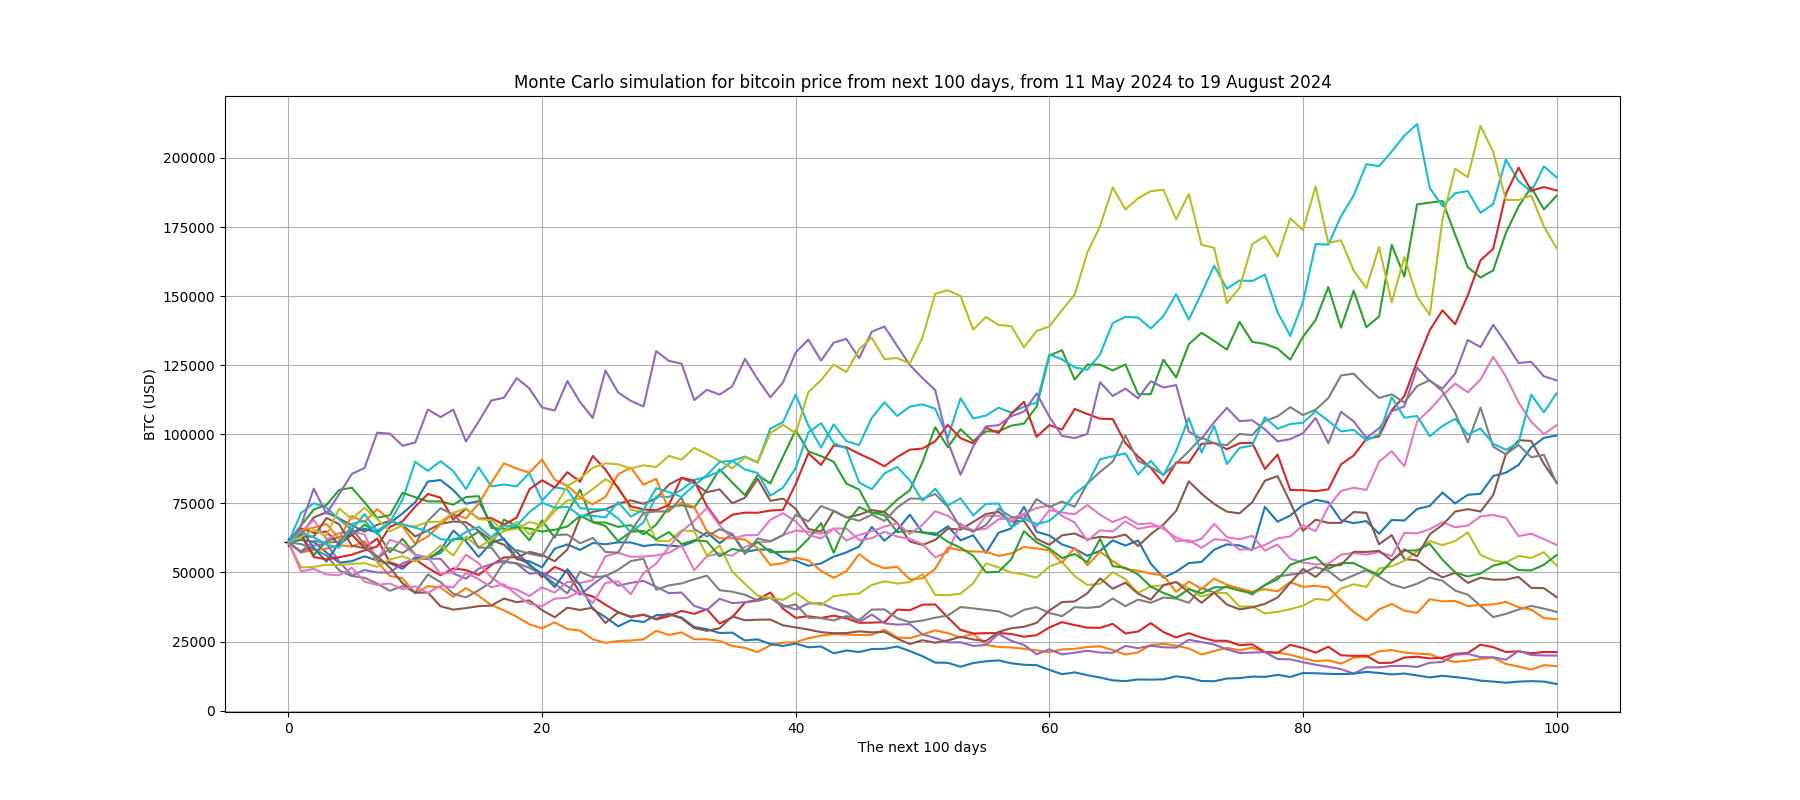 Monte Carlo simulation for bitcoin price from next 100 days, from 11 May 2024 to 19 August 2024
200000
175000
150000
125000
100000
75000
50000
25000
0
BTC (USD)
0 20 40 60 80 100
The next 100 days